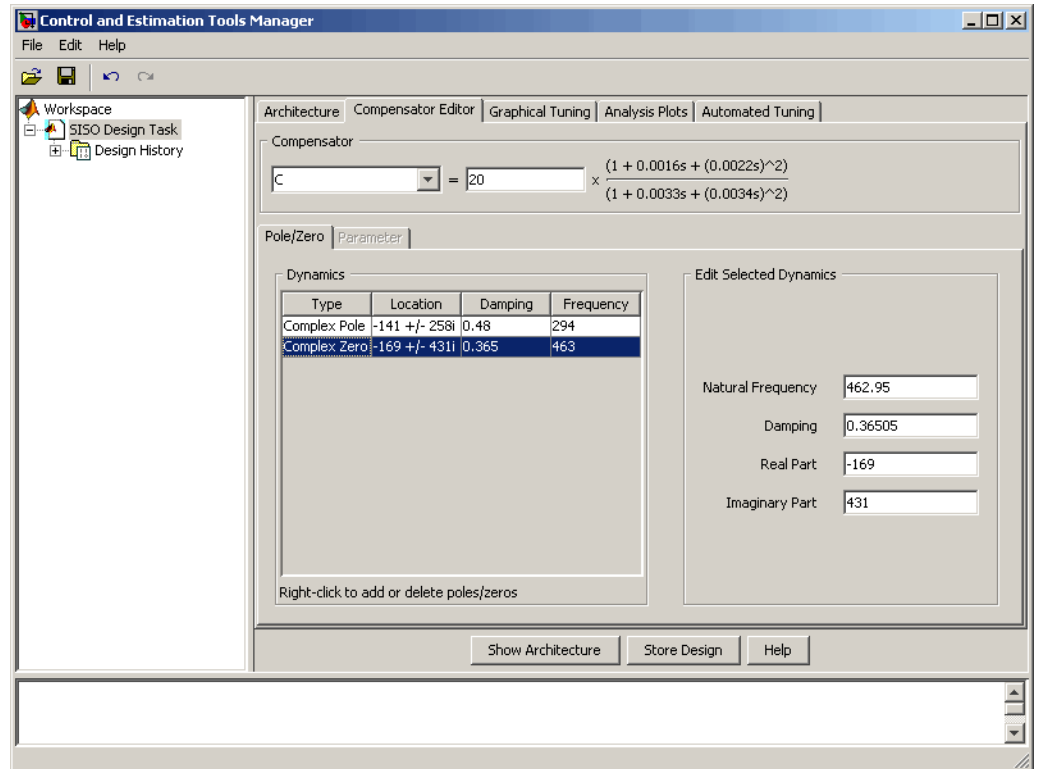 Control and Estimation Tools Manager
File Edit Help
Workspace
SISO Design Task
Design History
Architecture Compensator Editor Graphical Tuning Analysis Plots Automated Tuning
Compensator
C = 20 x (1 + 0.0016s + (0.0022s)^2)
(1 + 0.0033s + (0.0034s)^2)
Pole/Zero Parameter
Dynamics
Type Location Damping Frequency
Complex Pole -141 +/- 258i 0.48 294
Complex Zero -169 +/- 431i 0.365 463
Right-click to add or delete poles/zeros
Edit Selected Dynamics
Natural Frequency 462.95
Damping 0.36505
Real Part -169
Imaginary Part 431
Show Architecture Store Design Help